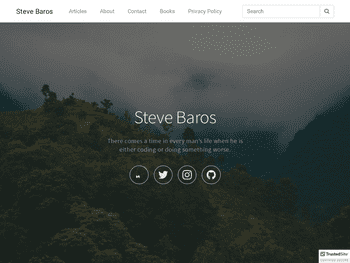 Steve Baros
Articles
About
Contact
Books
Privacy Policy
Search
Steve Baros
There comes a time in every man's life when he is
either coding or doing something worse.
TrustedSite